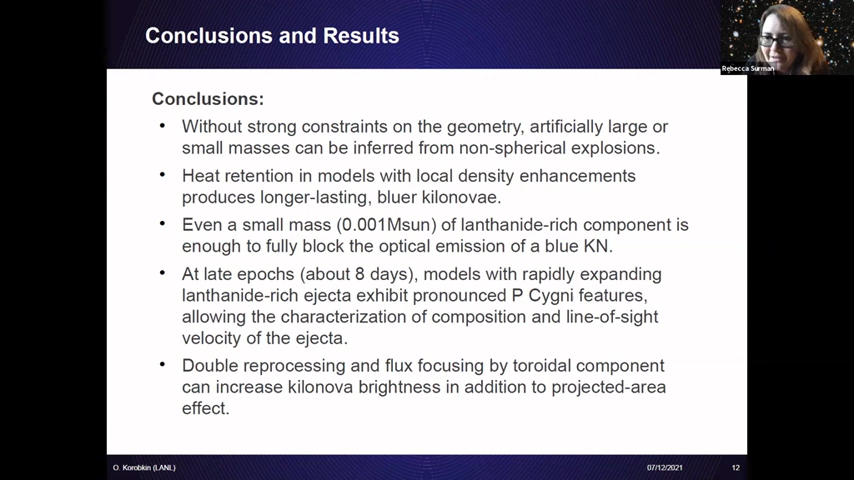 Conclusions and Results
Rebecca Surman
Conclusions:
• Without strong constraints on the geometry, artificially large or
small masses can be inferred from non-spherical explosions.
• Heat retention in models with local density enhancements
produces longer-lasting, bluer kilonovae.
• Even a small mass (0.001Msun) of lanthanide-rich component is
enough to fully block the optical emission of a blue KN.
• At late epochs (about 8 days), models with rapidly expanding
lanthanide-rich ejecta exhibit pronounced P Cygni features,
allowing the characterization of composition and line-of-sight
velocity of the ejecta.
• Double reprocessing and flux focusing by toroidal component
can increase kilonova brightness in addition to projected-area
effect.
O. Korobkin (LANL)
07/12/2021
12